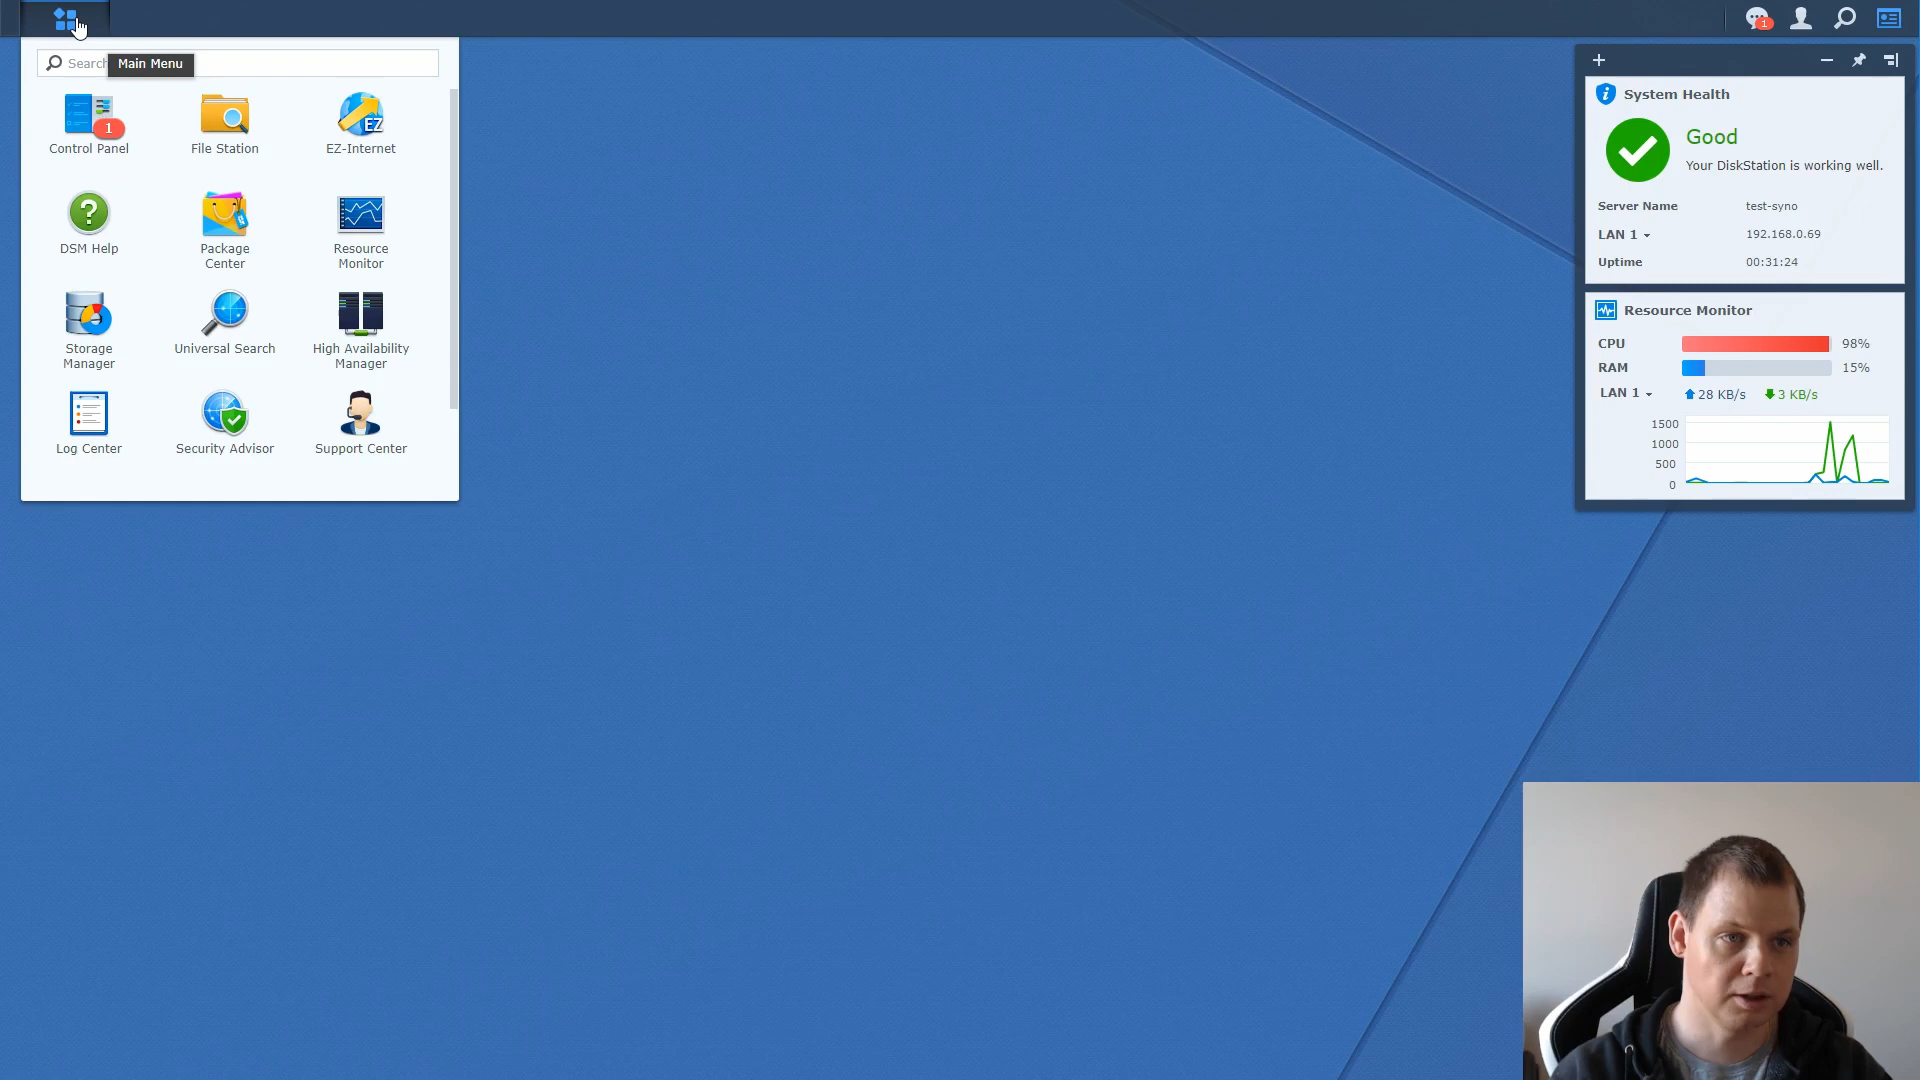 1
Search
Main Menu
1
Control Panel
File Station
EZ
EZ-Internet
?
DSM Help
Package
Center
Resource
Monitor
Storage
Manager
Universal Search
High Availability
Manager
Log Center
Security Advisor
Support Center
System Health
Good
Your DiskStation is working well.
Server Name test-syno
LAN 1 192.168.0.69
Uptime 00:31:24
Resource Monitor
CPU 98%
RAM 15%
LAN 1 28 KB/s 3 KB/s
1500
1000
500
0